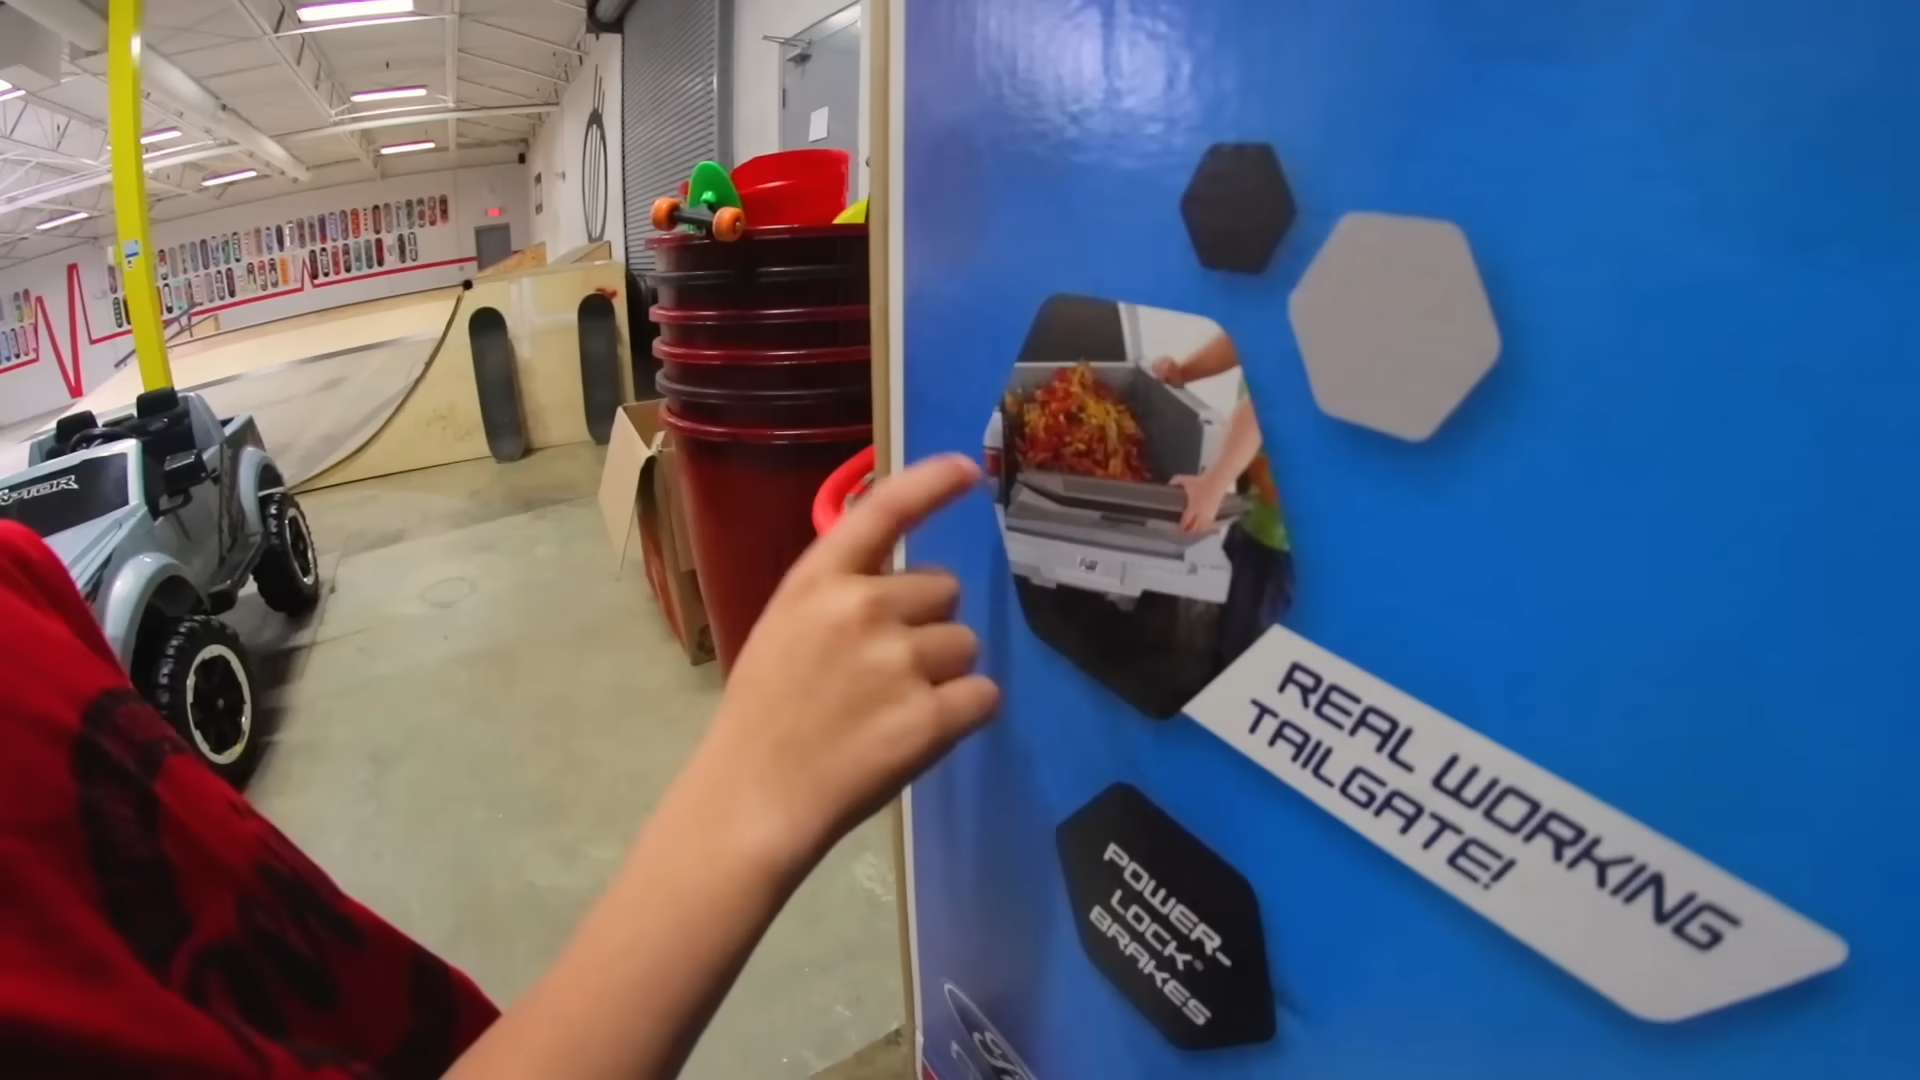 REAL WORKING
TAILGATE!
POWER-
LOCK®
BRAKES